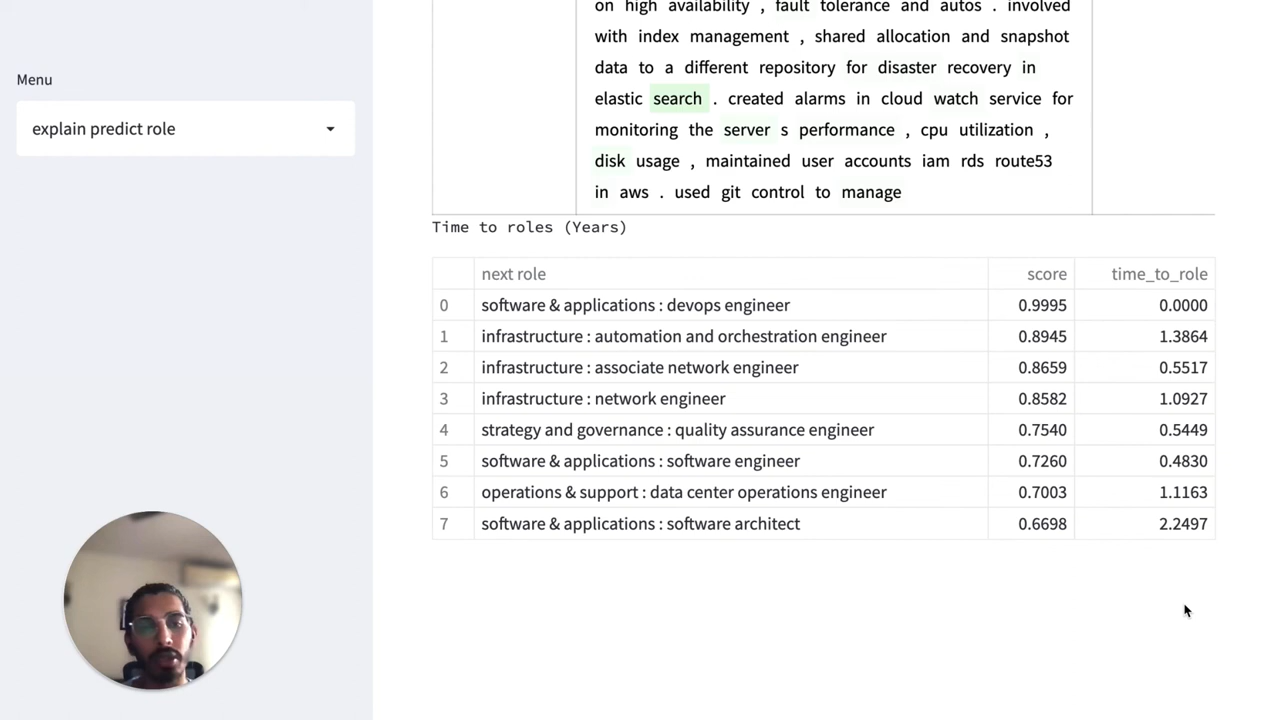 on high availability , fault tolerance and autos . involved
with index management , shared allocation and snapshot
data to a different repository for disaster recovery in
elastic search . created alarms in cloud watch service for
monitoring the server s performance , cpu utilization ,
disk usage , maintained user accounts iam rds route53
in aws . used git control to manage
Menu
explain predict role
Time to roles (Years)
next role score time_to_role
0 software & applications : devops engineer 0.9995 0.0000
1 infrastructure : automation and orchestration engineer 0.8945 1.3864
2 infrastructure : associate network engineer 0.8659 0.5517
3 infrastructure : network engineer 0.8582 1.0927
4 strategy and governance : quality assurance engineer 0.7540 0.5449
5 software & applications : software engineer 0.7260 0.4830
6 operations & support : data center operations engineer 0.7003 1.1163
7 software & applications : software architect 0.6698 2.2497